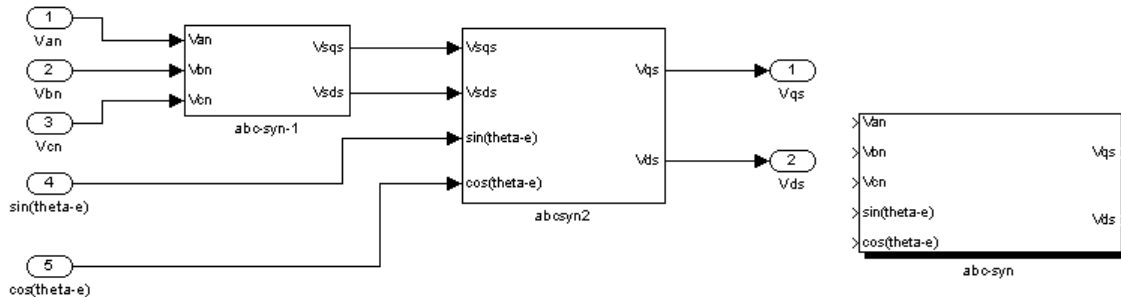 1
Van
2
Vbn
3
Vcn
4
sin(theta-e)
5
cos(theta-e)
Van
Vbn
Vcn
Vsqs
Vsds
abc-syn-1
Vsqs
Vsds
sin(theta-e)
cos(theta-e)
Vqs
Vds
abcsyn2
1
Vqs
2
Vds
Van
Vbn
Vcn
sin(theta-e)
cos(theta-e)
Vqs
Vds
abc-syn